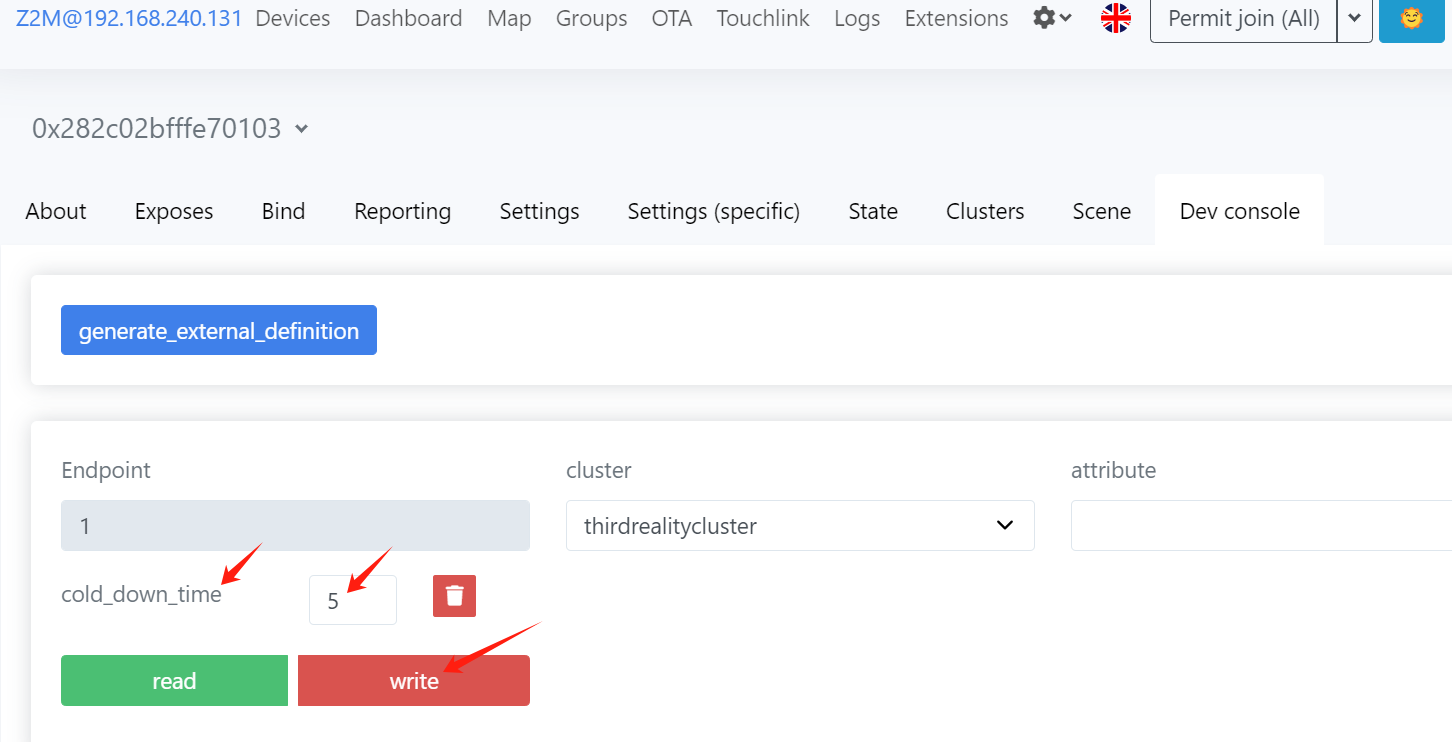 Z2M@192.168.240.131 Devices Dashboard Map Groups OTA Touchlink Logs Extensions Permit join (All)
0x282c02bfffe70103
About Exposes Bind Reporting Settings Settings (specific) State Clusters Scene Dev console
generate_external_definition
Endpoint cluster attribute
1 thirdrealitycluster
cold_down_time 5
read write